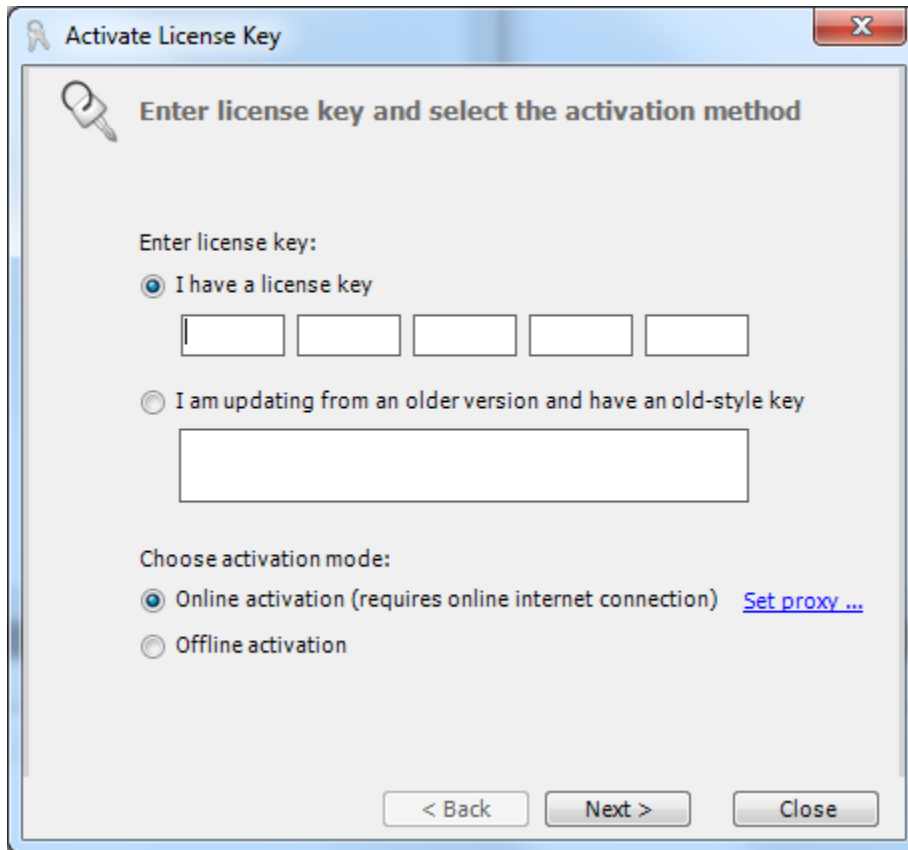 Activate License Key
Enter license key and select the activation method
Enter license key:
I have a license key
I am updating from an older version and have an old-style key
Choose activation mode:
Online activation (requires online internet connection) Set proxy ...
Offline activation
< Back Next > Close